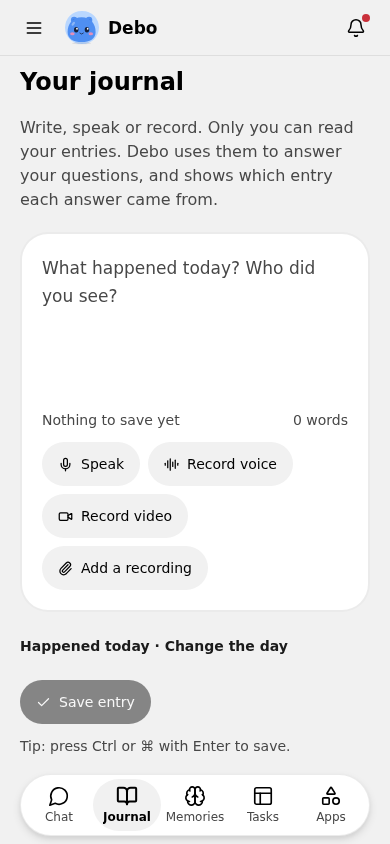 Debo
Your journal
Write, speak or record. Only you can read
your entries. Debo uses them to answer
your questions, and shows which entry
each answer came from.
What happened today? Who did
you see?
Nothing to save yet
0 words
Speak
Record voice
Record video
Add a recording
Happened today · Change the day
Save entry
Tip: press Ctrl or ⌘ with Enter to save.
Chat
Journal
Memories
Tasks
Apps